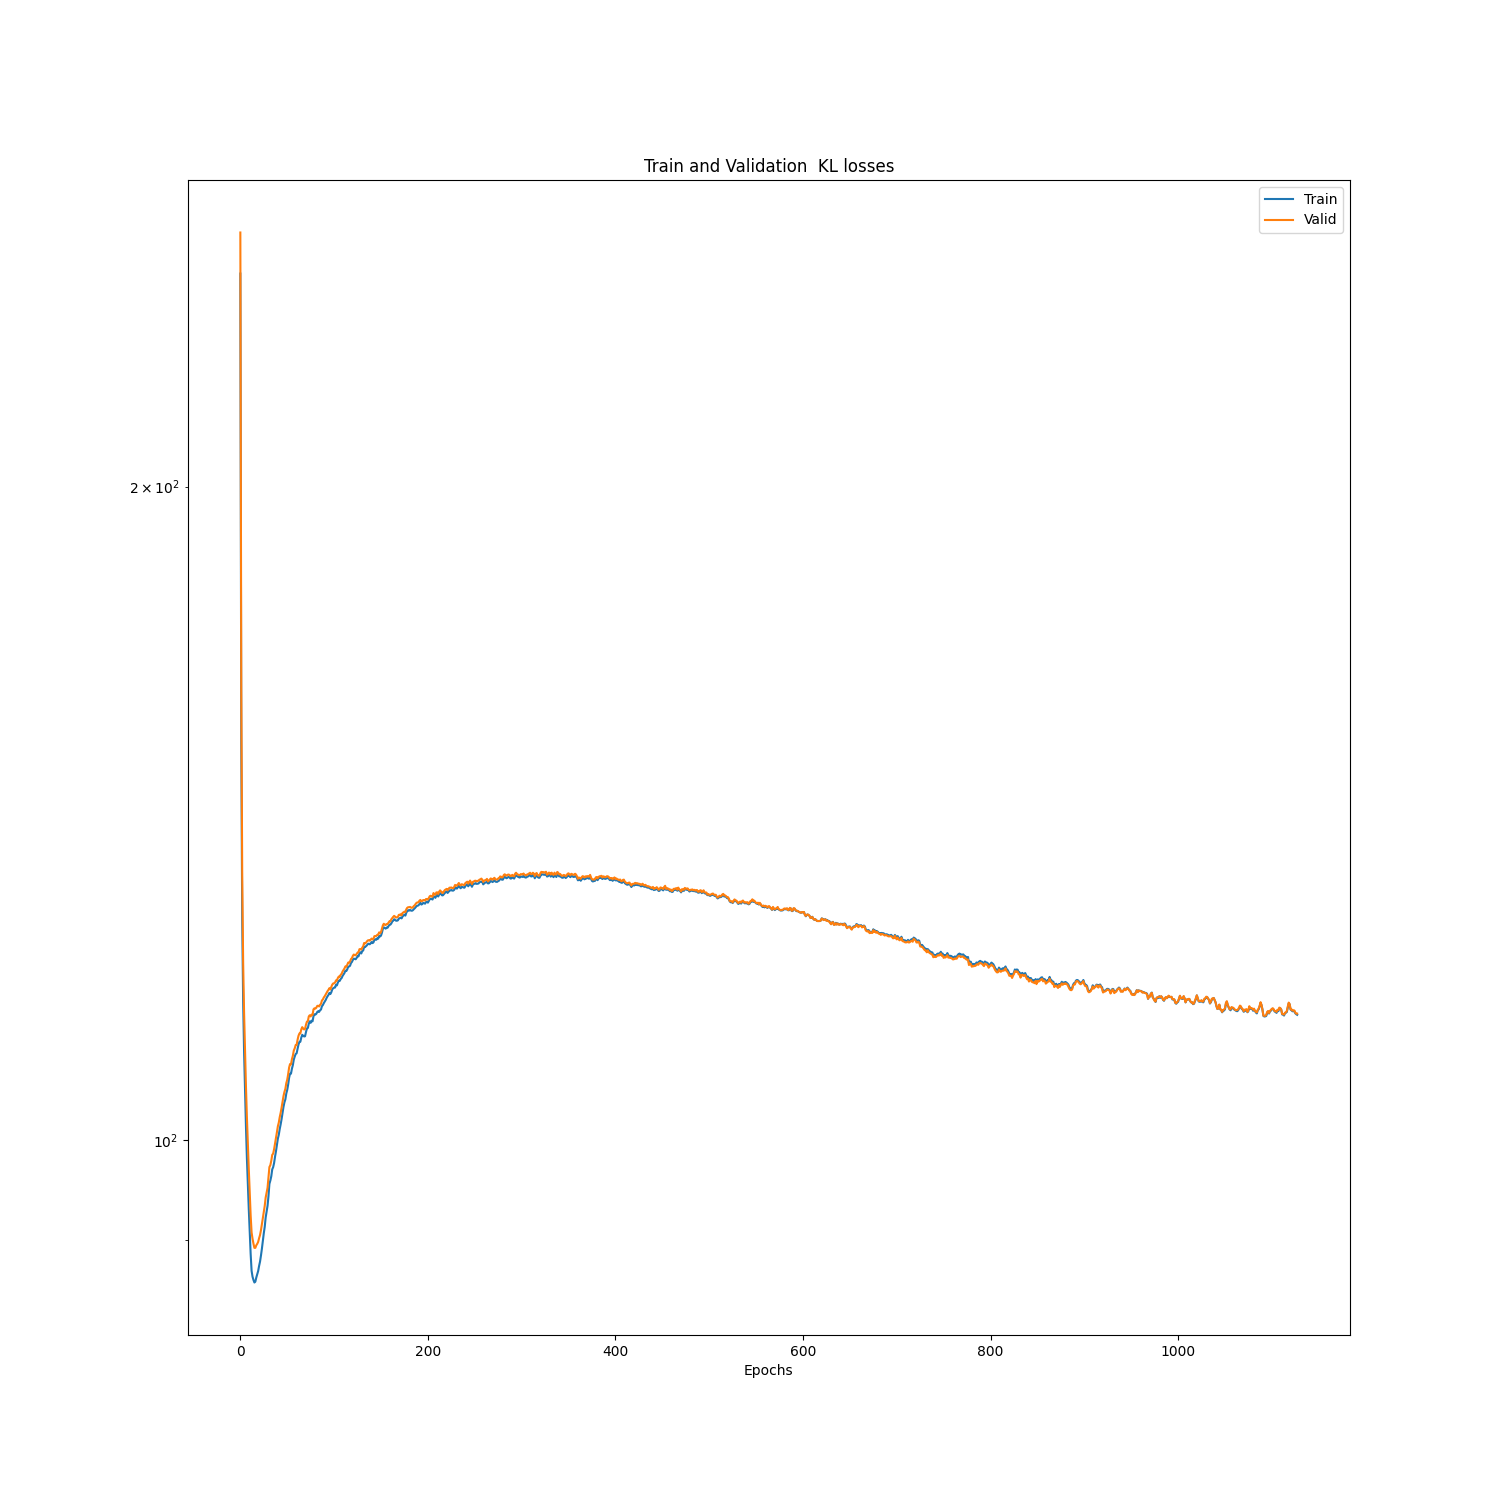 Train and Validation  KL losses
Train
Valid
2 × 10²
10²
0 200 400 600 800 1000
Epochs